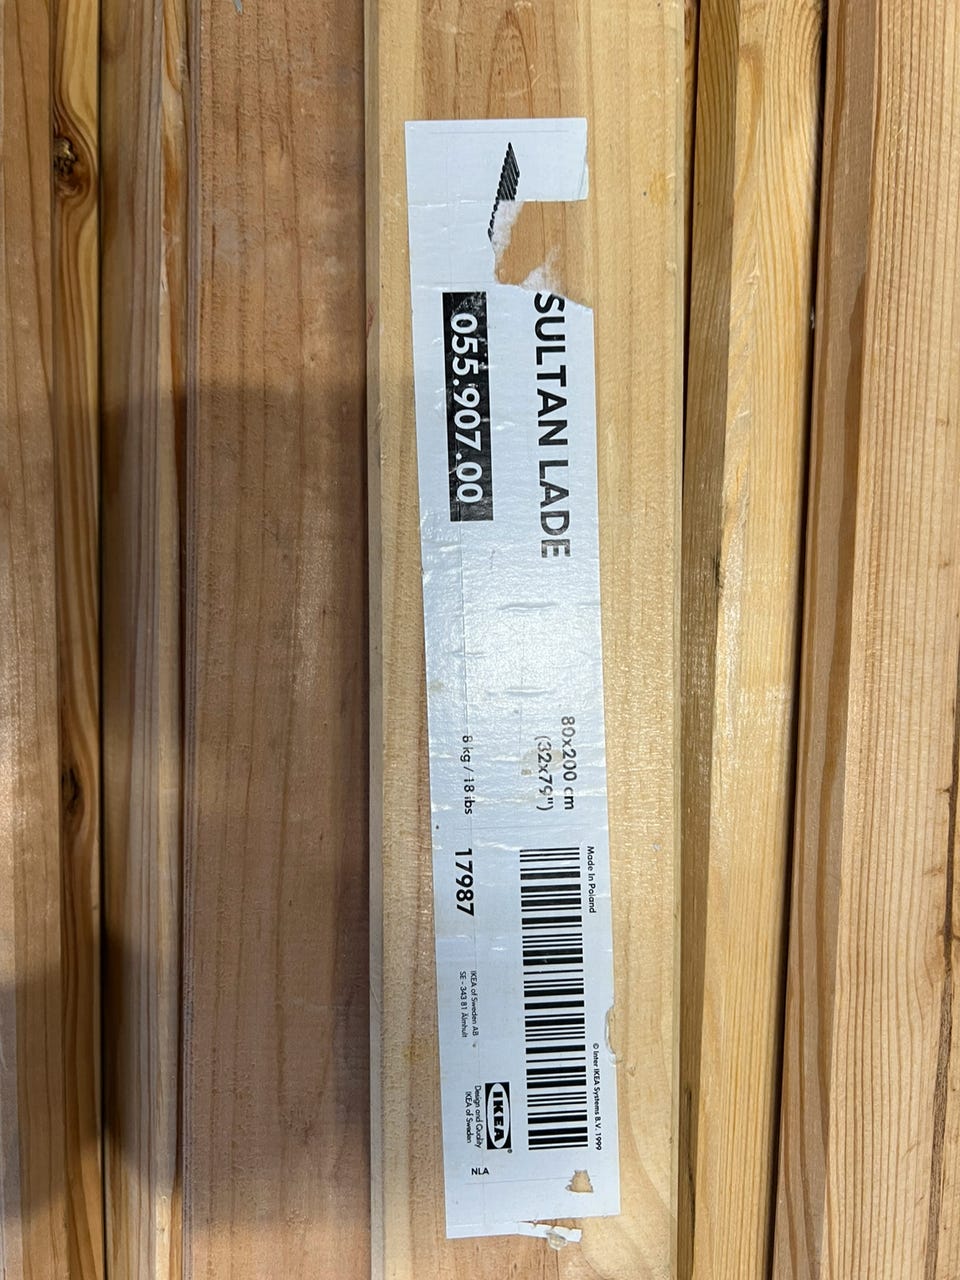 SULTAN LADE
055.907.00
80x200 cm
(32x79")
8 kg / 18 lbs
17987
Made in Poland
© Inter IKEA Systems B.V. 1999
IKEA of Sweden AB
SE - 343 81 Älmhult
IKEA®
Design and Quality
IKEA of Sweden
NLA